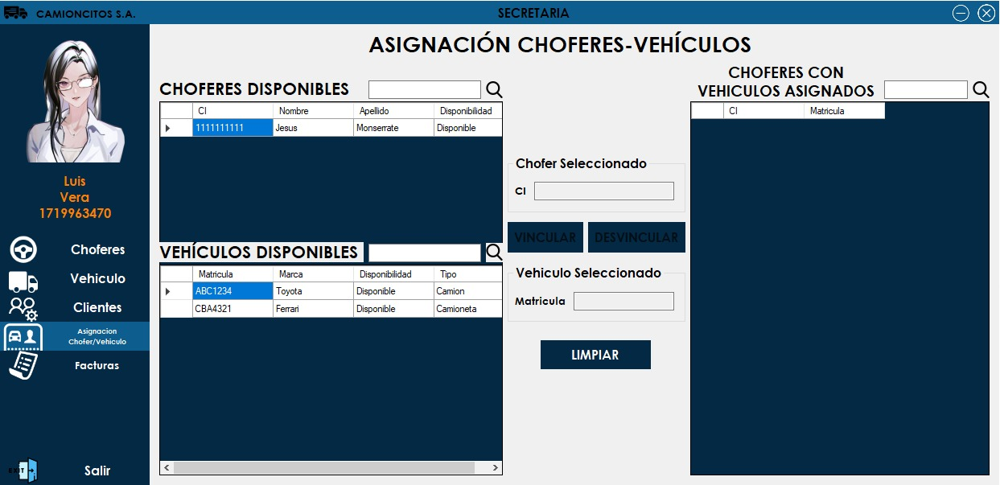 CAMIONCITOS S.A.
SECRETARIA
Luis
Vera
1719963470
Choferes
Vehiculo
Clientes
Asignacion
Chofer/Vehiculo
Facturas
EXIT
Salir
ASIGNACIÓN CHOFERES-VEHÍCULOS
CHOFERES DISPONIBLES
CI Nombre Apellido Disponibilidad
1111111111 Jesus Monserrate Disponible
VEHÍCULOS DISPONIBLES
Matricula Marca Disponibilidad Tipo
ABC1234 Toyota Disponible Camion
CBA4321 Ferrari Disponible Camioneta
Chofer Seleccionado
CI
VINCULAR DESVINCULAR
Vehiculo Seleccionado
Matricula
LIMPIAR
CHOFERES CON
VEHICULOS ASIGNADOS
CI Matricula